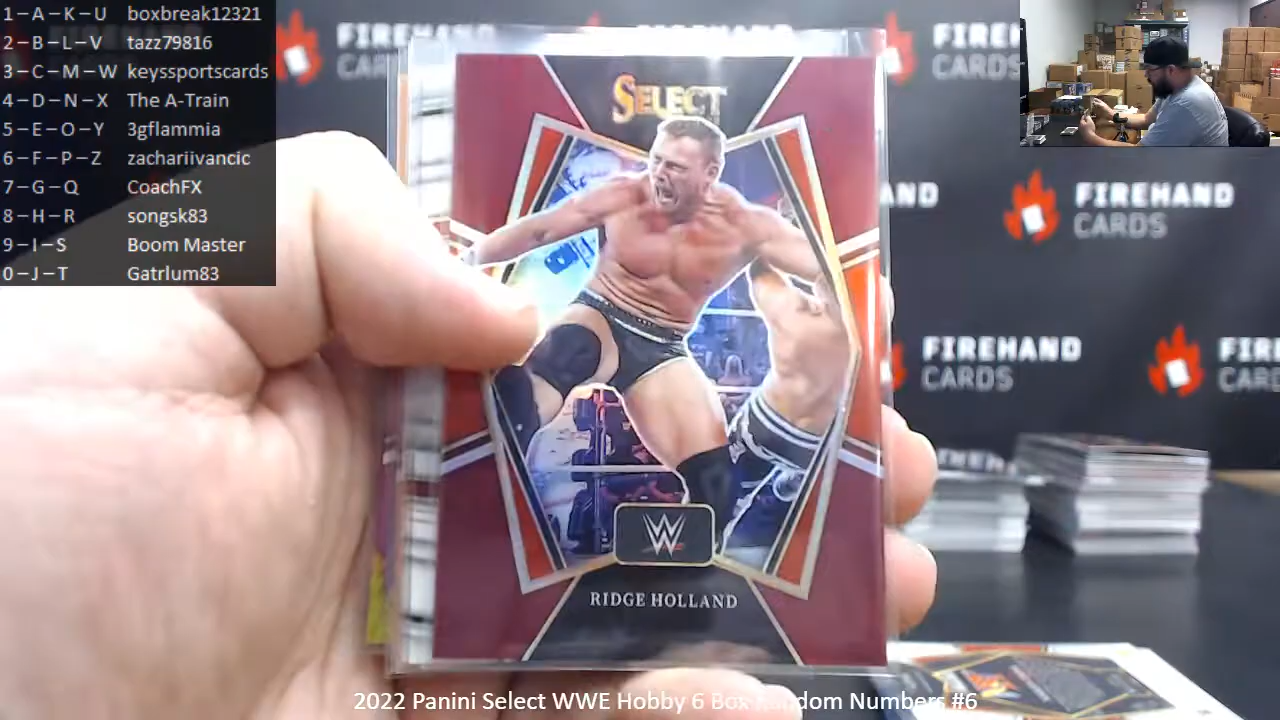 1-A-K-U boxbreak12321
2-B-L-V tazz79816
3-C-M-W keyssportscards
4-D-N-X The A-Train
5-E-O-Y 3gflammia
6-F-P-Z zachariivancic
7-G-Q CoachFX
8-H-R songsk83
9-I-S Boom Master
0-J-T Gatrlum83
FIREHAND
CARDS
FIREHAND
CARDS
FIREHAND
CARDS
SELECT
W
RIDGE HOLLAND
2022 Panini Select WWE Hobby 6 Box Random Numbers #6